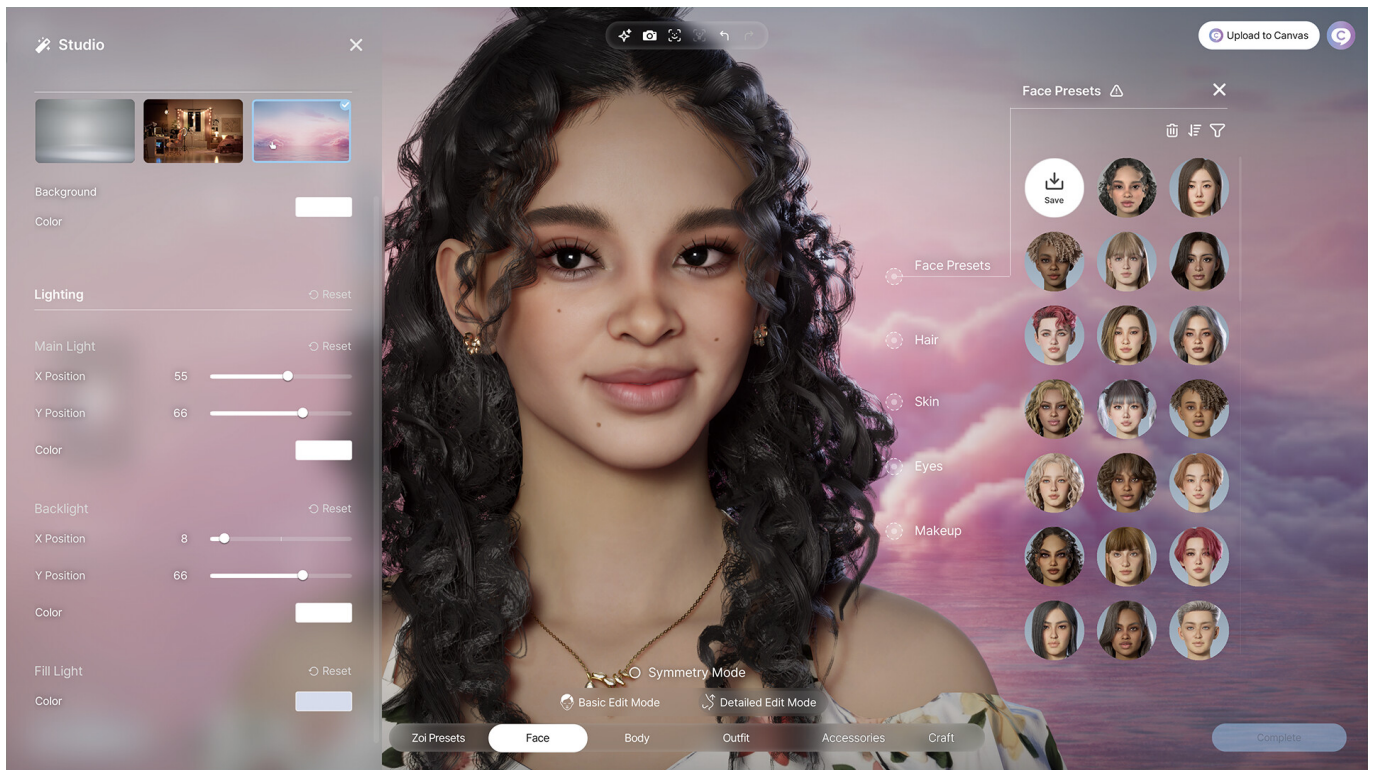 Studio
Upload to Canvas
Face Presets
Save
Background
Color
Face Presets
Lighting
Reset
Hair
Main Light
Reset
X Position 55
Skin
Y Position 66
Color
Eyes
Backlight
Reset
Makeup
X Position 8
Y Position 66
Color
Fill Light
Reset
Symmetry Mode
Color
Basic Edit Mode
Detailed Edit Mode
Zoi Presets
Face
Body
Outfit
Accessories
Craft
Complete